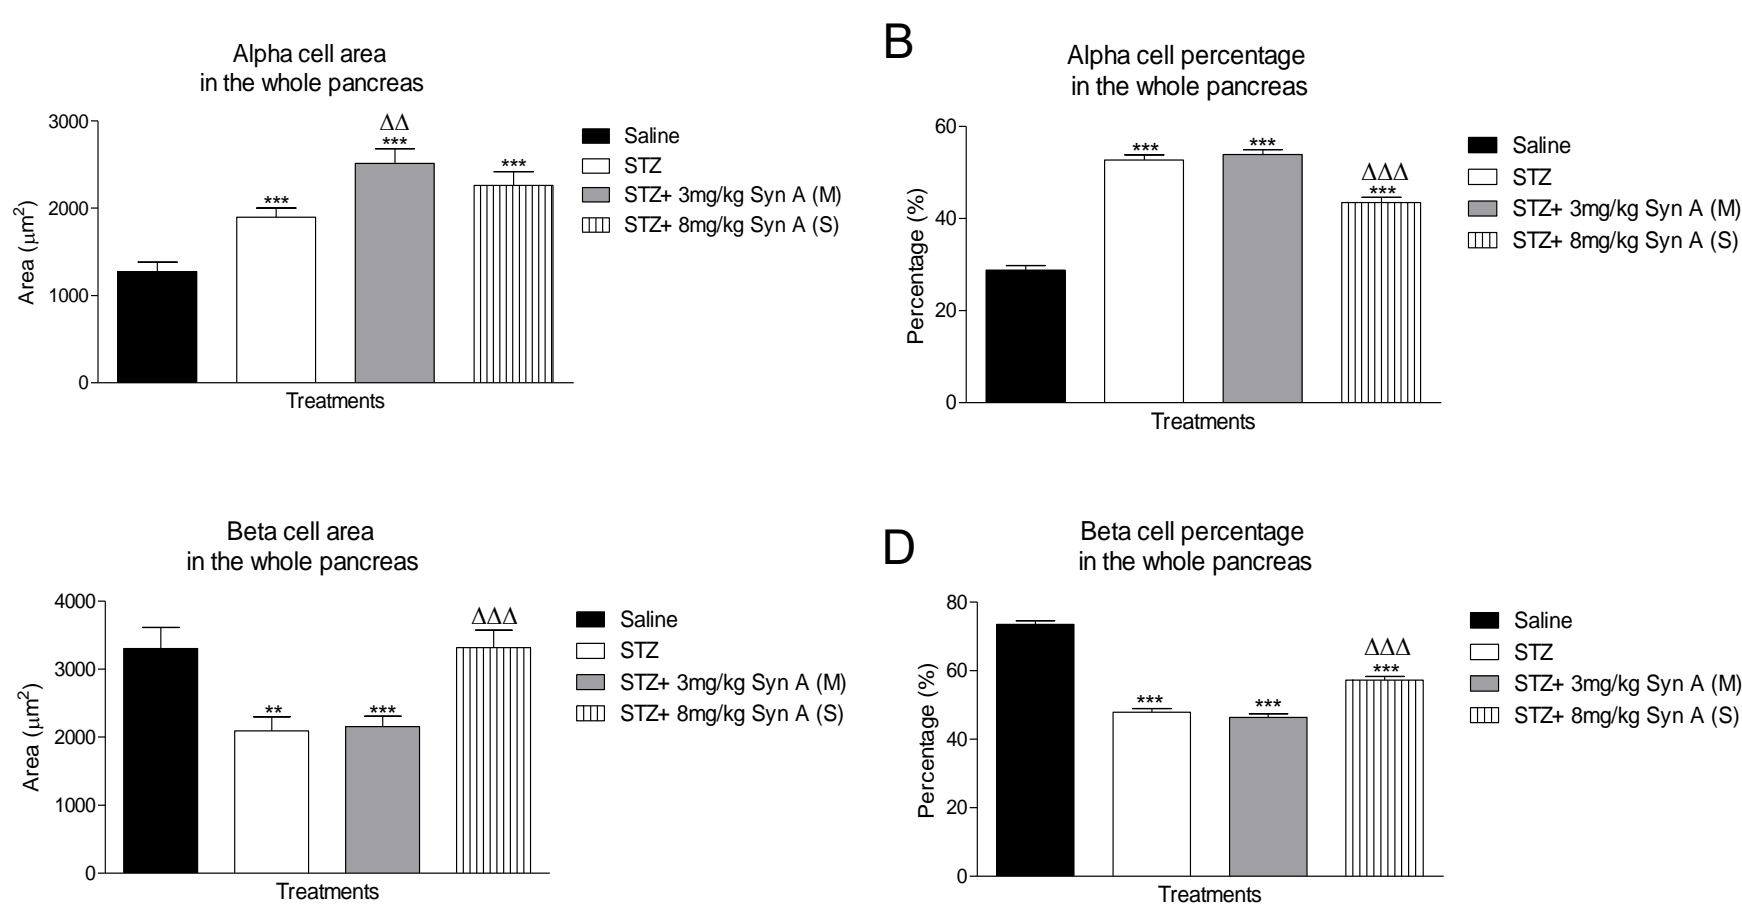 Alpha cell area
in the whole pancreas
3000
2000
1000
0
Area (μm²)
ΔΔ
***
***
***
Treatments
Saline
STZ
STZ+ 3mg/kg Syn A (M)
STZ+ 8mg/kg Syn A (S)
B
Alpha cell percentage
in the whole pancreas
60
40
20
0
Percentage (%)
***
***
ΔΔΔ
***
Treatments
Saline
STZ
STZ+ 3mg/kg Syn A (M)
STZ+ 8mg/kg Syn A (S)
Beta cell area
in the whole pancreas
4000
3000
2000
1000
0
Area (μm²)
**
***
ΔΔΔ
Treatments
Saline
STZ
STZ+ 3mg/kg Syn A (M)
STZ+ 8mg/kg Syn A (S)
D
Beta cell percentage
in the whole pancreas
80
60
40
20
0
Percentage (%)
***
***
ΔΔΔ
***
Treatments
Saline
STZ
STZ+ 3mg/kg Syn A (M)
STZ+ 8mg/kg Syn A (S)